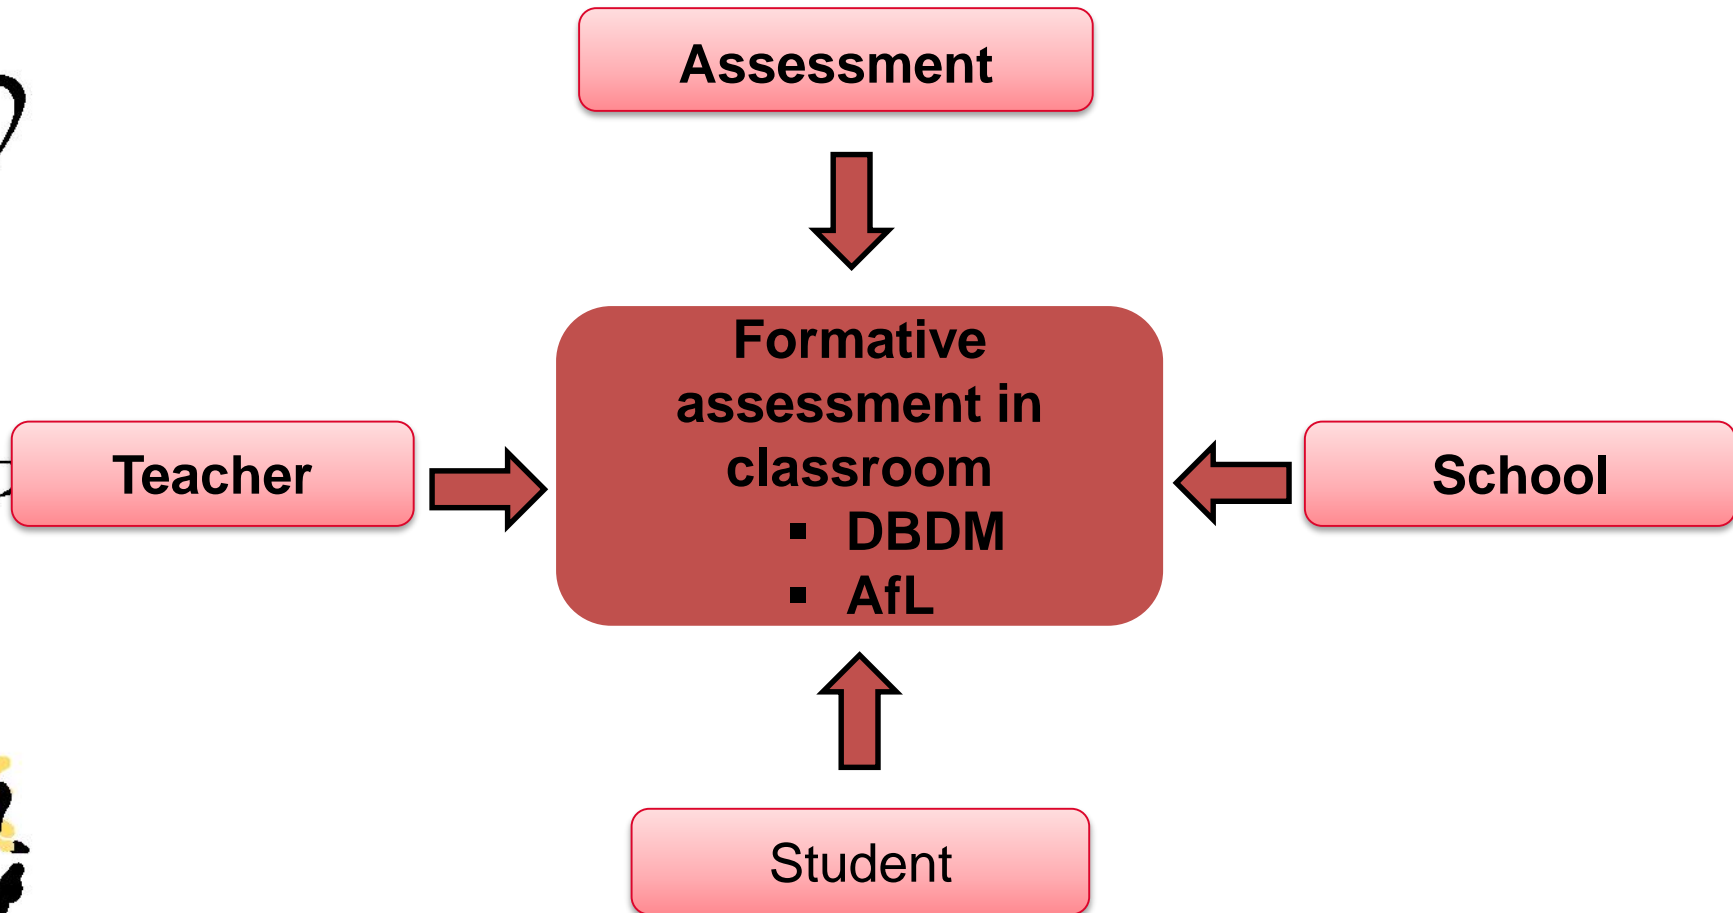 Assessment
Formative
assessment in
classroom
▪ DBDM
▪ AfL
Teacher
School
Student